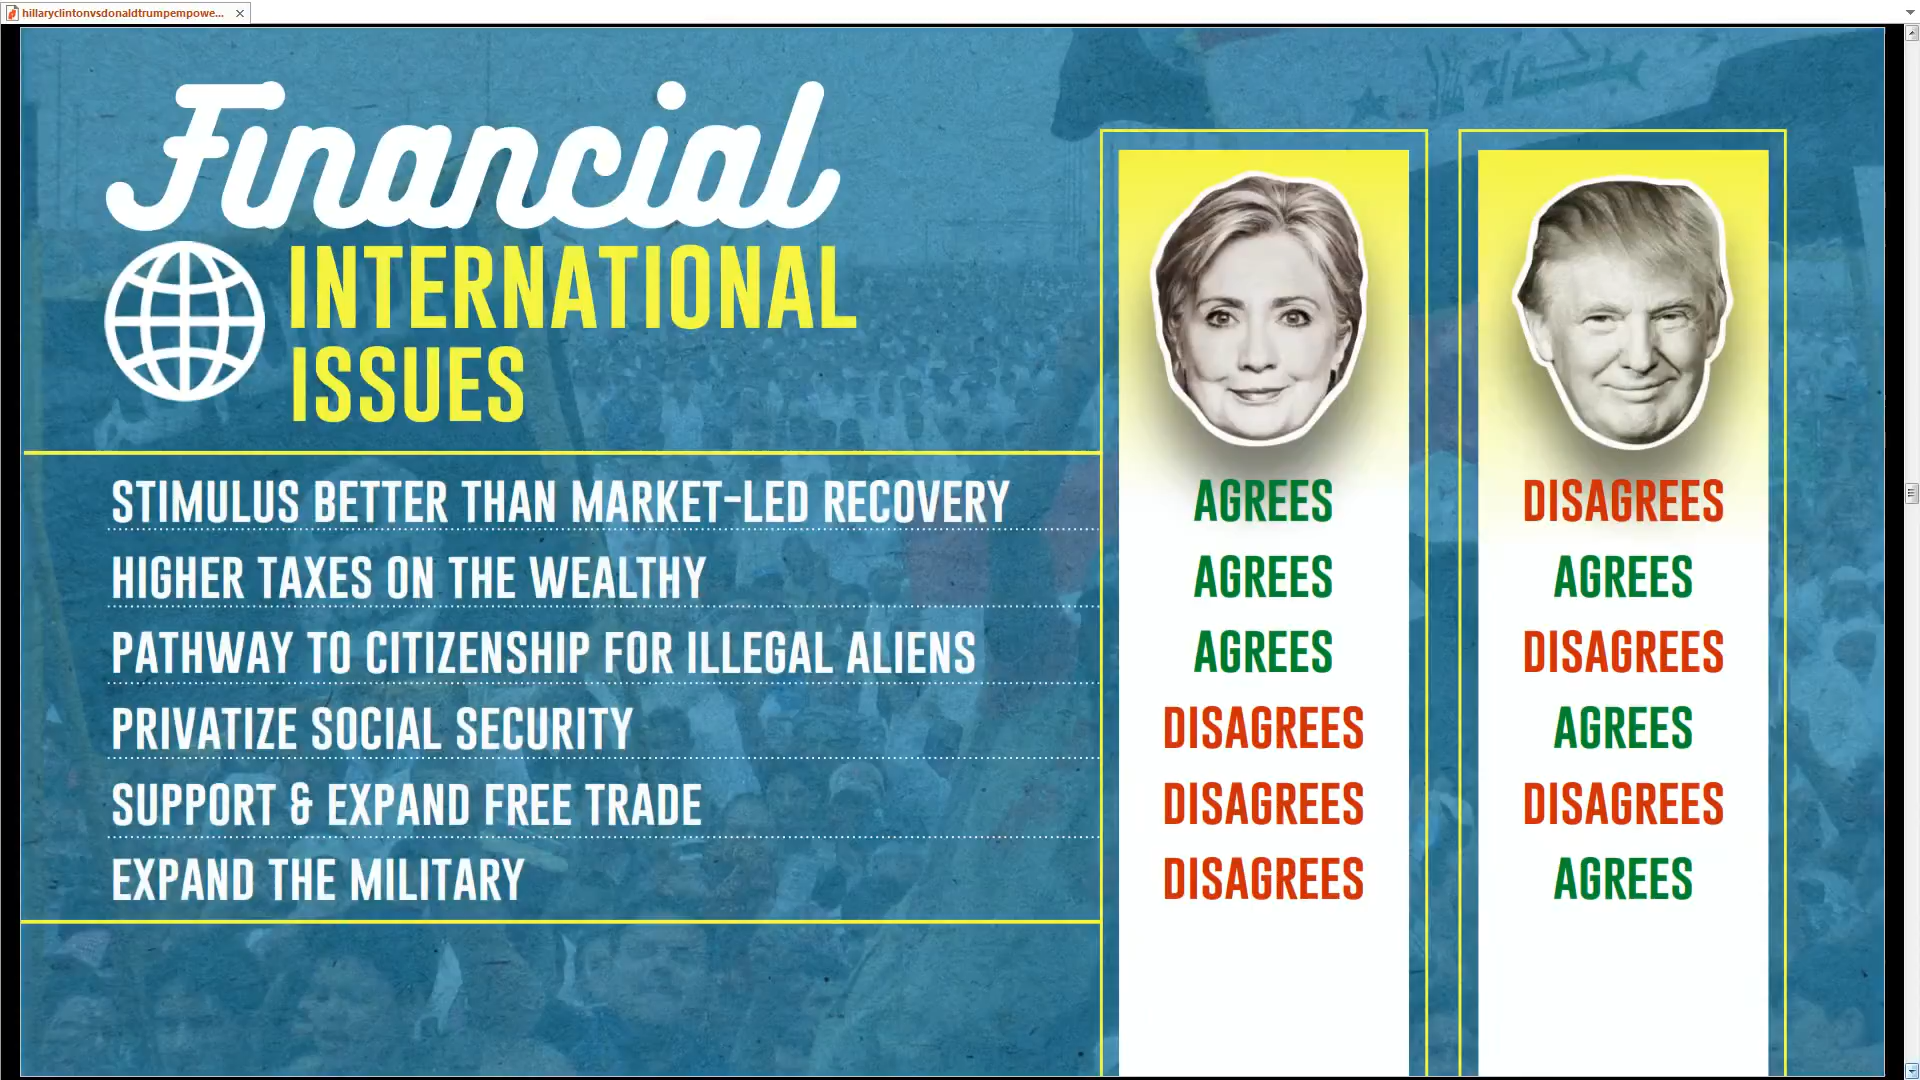 hillaryclintonvsdonaldtrumpempowe...
Financial
INTERNATIONAL
ISSUES
STIMULUS BETTER THAN MARKET-LED RECOVERY AGREES DISAGREES
HIGHER TAXES ON THE WEALTHY AGREES AGREES
PATHWAY TO CITIZENSHIP FOR ILLEGAL ALIENS AGREES DISAGREES
PRIVATIZE SOCIAL SECURITY DISAGREES AGREES
SUPPORT & EXPAND FREE TRADE DISAGREES DISAGREES
EXPAND THE MILITARY DISAGREES AGREES